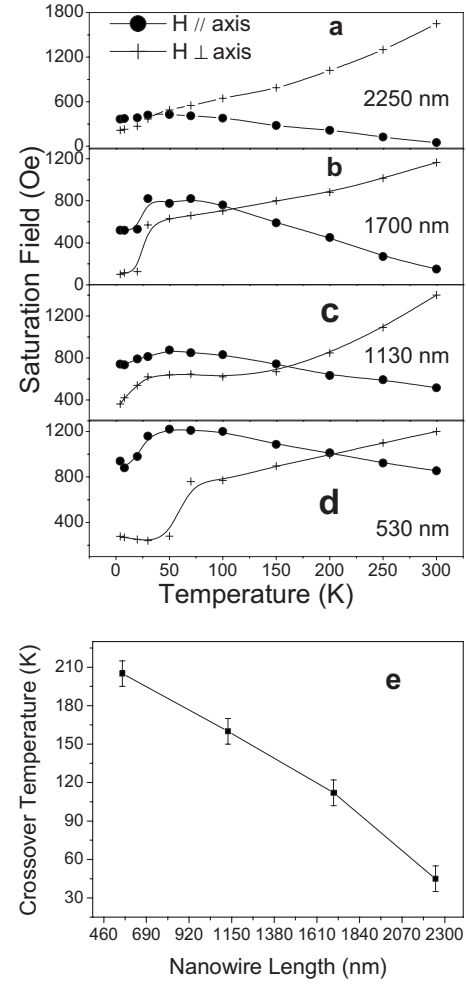 1800
H // axis
a
H ⊥ axis
1200
600
2250 nm
0
1200
b
800
1700 nm
400
0
Saturation Field (Oe)
1200
c
800
1130 nm
400
1200
800
d
400
530 nm
0 50 100 150 200 250 300
Temperature (K)
210
e
180
150
120
90
60
30
Crossover Temperature (K)
460 690 920 1150 1380 1610 1840 2070 2300
Nanowire Length (nm)